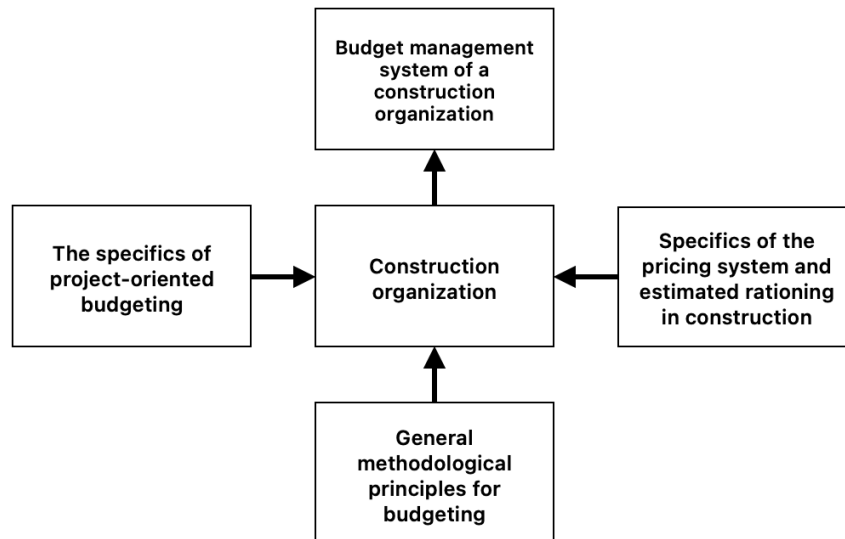 Budget management
system of a
construction
organization
The specifics of
project-oriented
budgeting
Construction
organization
Specifics of the
pricing system and
estimated rationing
in construction
General
methodological
principles for
budgeting